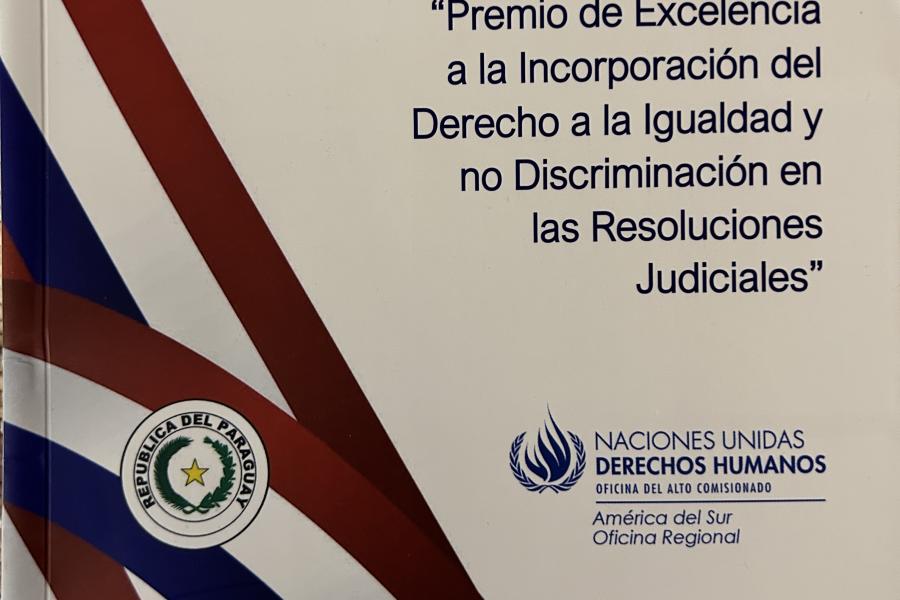 “Premio de Excelencia
a la Incorporación del
Derecho a la Igualdad y
no Discriminación en
las Resoluciones
Judiciales”
REPUBLICA DEL PARAGUAY
NACIONES UNIDAS
DERECHOS HUMANOS
OFICINA DEL ALTO COMISIONADO
América del Sur
Oficina Regional